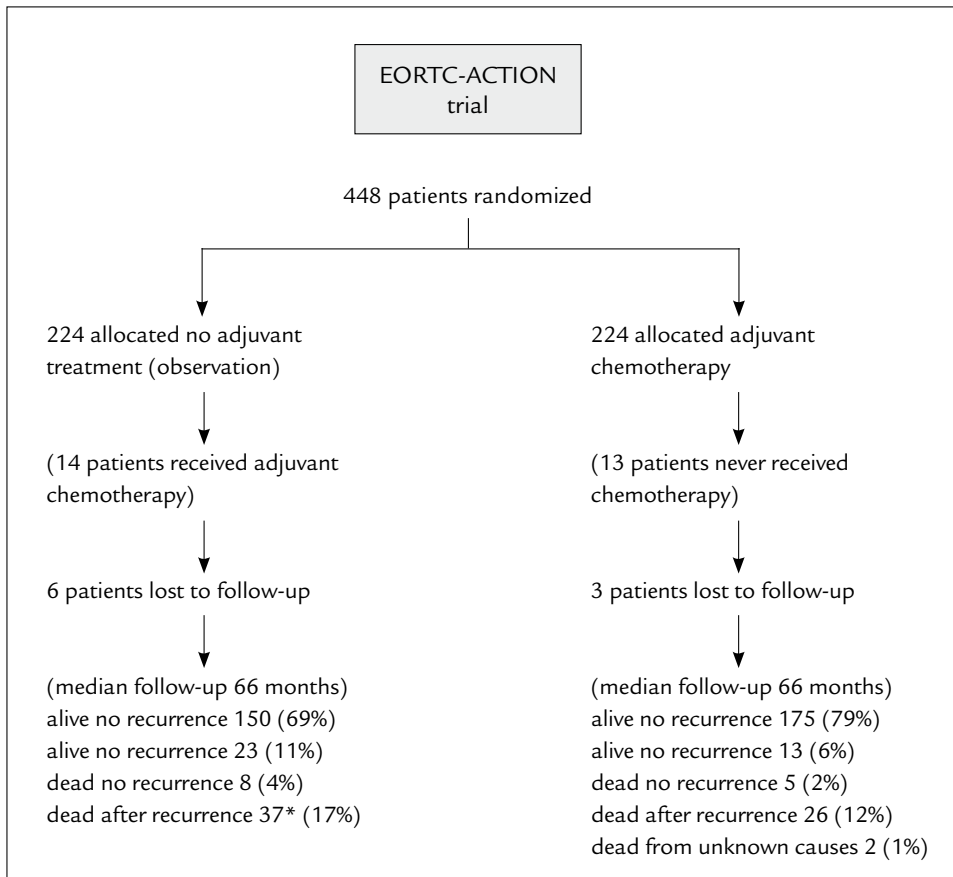 EORTC-ACTION
trial
448 patients randomized
224 allocated no adjuvant
treatment (observation)
(14 patients received adjuvant
chemotherapy)
6 patients lost to follow-up
(median follow-up 66 months)
alive no recurrence 150 (69%)
alive no recurrence 23 (11%)
dead no recurrence 8 (4%)
dead after recurrence 37* (17%)
224 allocated adjuvant
chemotherapy
(13 patients never received
chemotherapy)
3 patients lost to follow-up
(median follow-up 66 months)
alive no recurrence 175 (79%)
alive no recurrence 13 (6%)
dead no recurrence 5 (2%)
dead after recurrence 26 (12%)
dead from unknown causes 2 (1%)